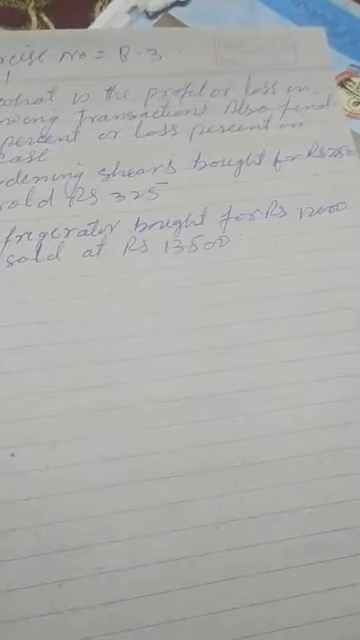 rcise No = 8.3
1
what is the profit or loss in
owing Transactions Also find
percent or loss percent in
case
rdening shears bought for Rs 250
sold Rs 325
frigerator bought for Rs 12000
sold at Rs 13500